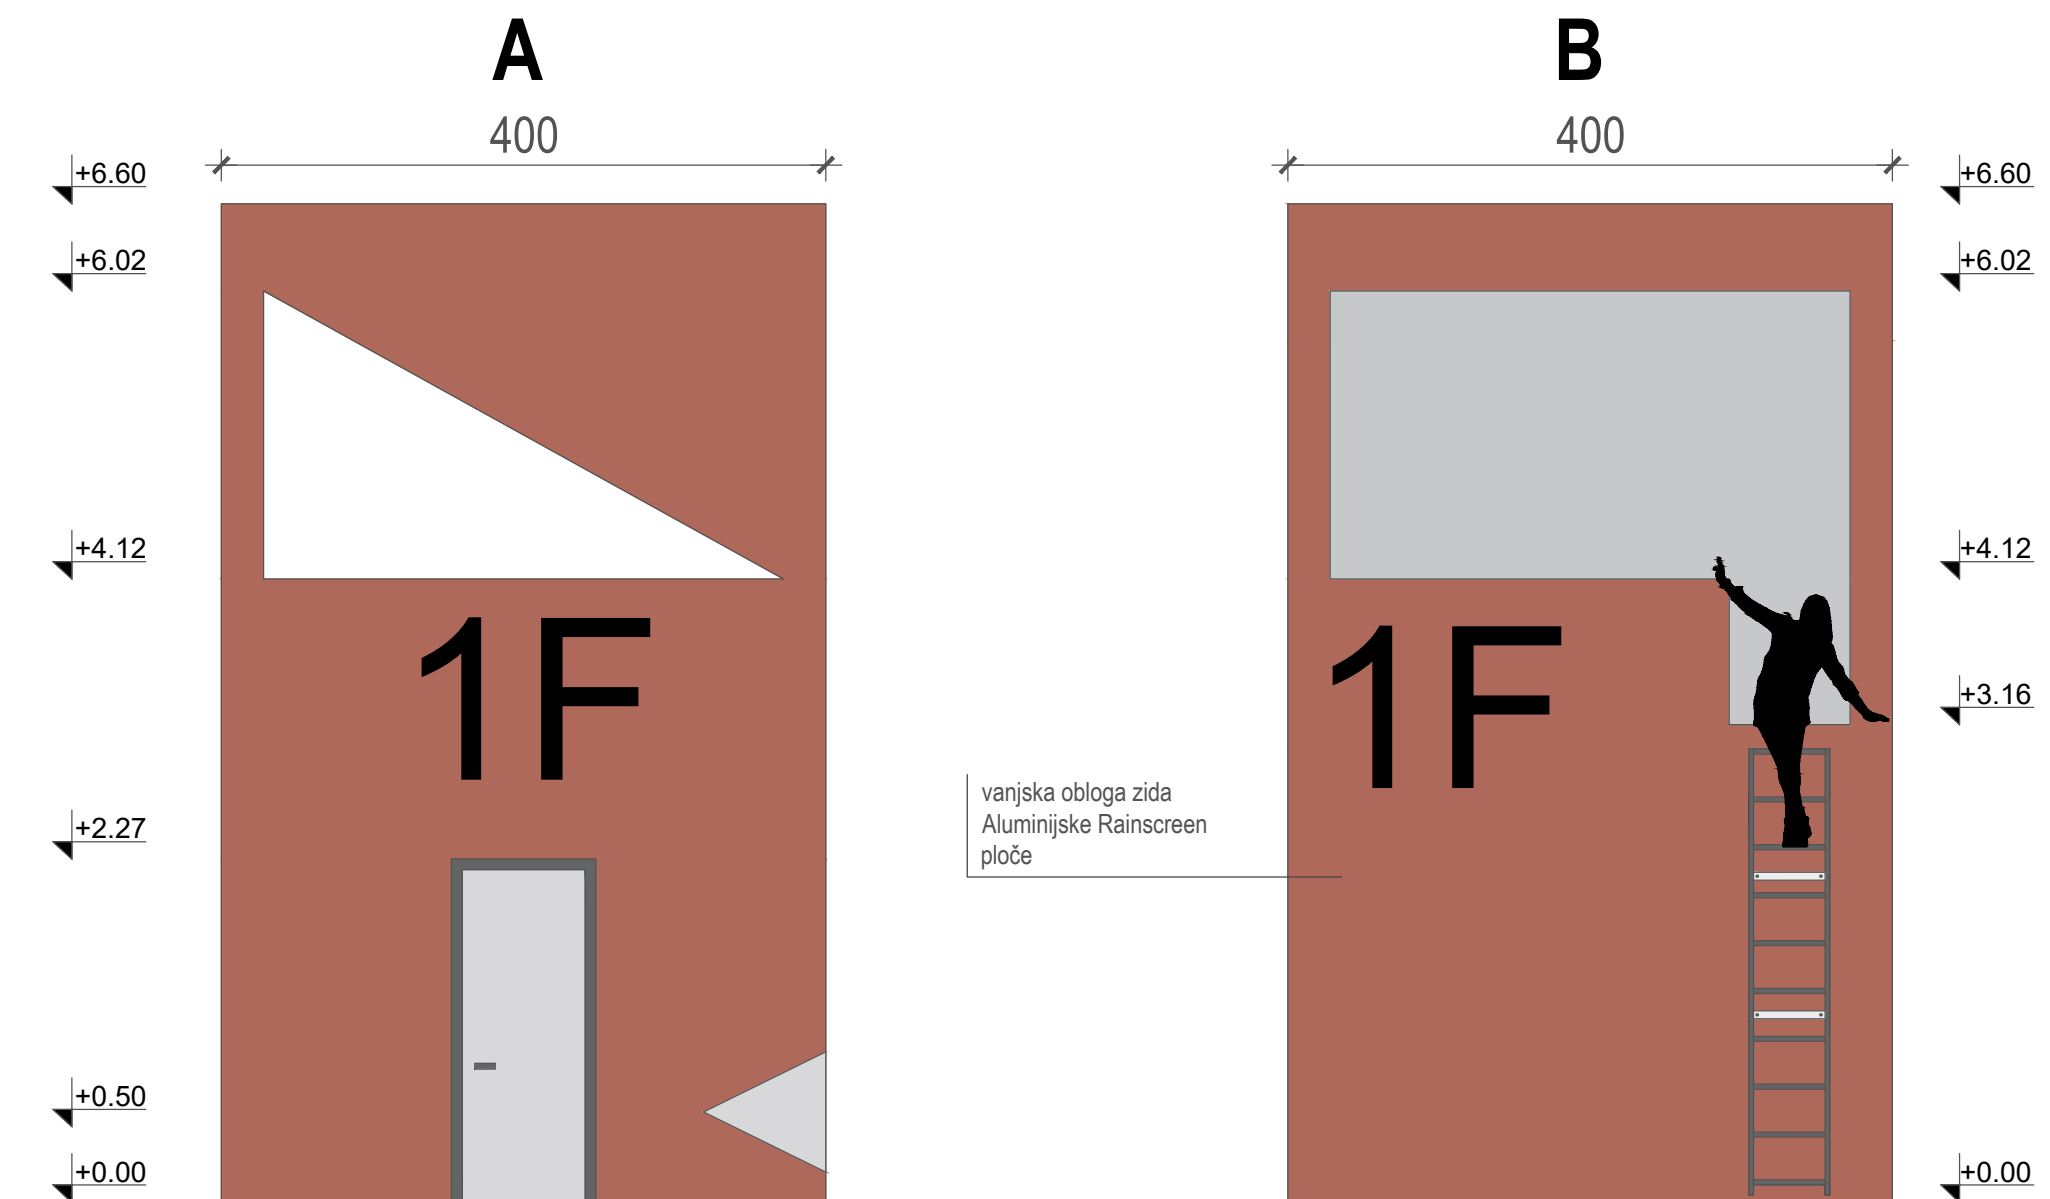 A
B
400
400
+6.60
+6.60
+6.02
+6.02
+4.12
+4.12
1F
1F
+3.16
vanjska obloga zida
Aluminijske Rainscreen
ploče
+2.27
+0.50
+0.00
+0.00